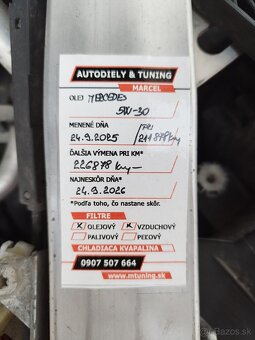 AUTODIELY & TUNING
MARCEL
OLEJ MERCEDES
5W-30
MENENÉ DŇA PRI
24.9.2025 211 878 km
ĎALŠIA VÝMENA PRI KM*
226878 km
NAJNESKÔR DŇA*
24.9.2026
*Podľa toho, čo nastane skôr.
FILTRE
x OLEJOVÝ x VZDUCHOVÝ
PALIVOVÝ PEĽOVÝ
CHLADIACA KVAPALINA
0907 507 664
www.mtuning.sk